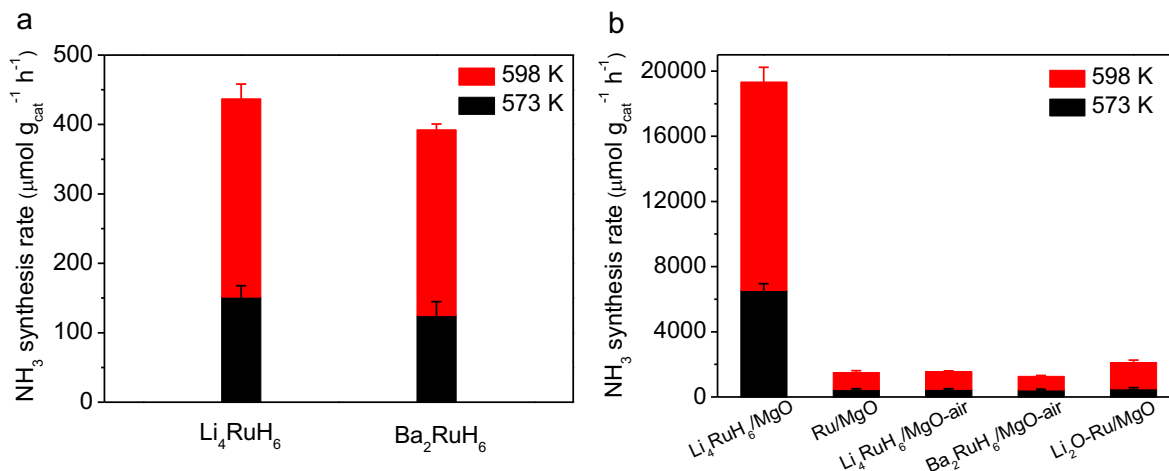 a
NH₃ synthesis rate (μmol g_cat⁻¹ h⁻¹)
500
400
300
200
100
0
598 K
573 K
Li₄RuH₆
Ba₂RuH₆
b
NH₃ synthesis rate (μmol g_cat⁻¹ h⁻¹)
20000
16000
12000
8000
4000
0
598 K
573 K
Li₄RuH₆/MgO
Ru/MgO
Li₄RuH₆/MgO-air
Ba₂RuH₆/MgO-air
Li₂O-Ru/MgO